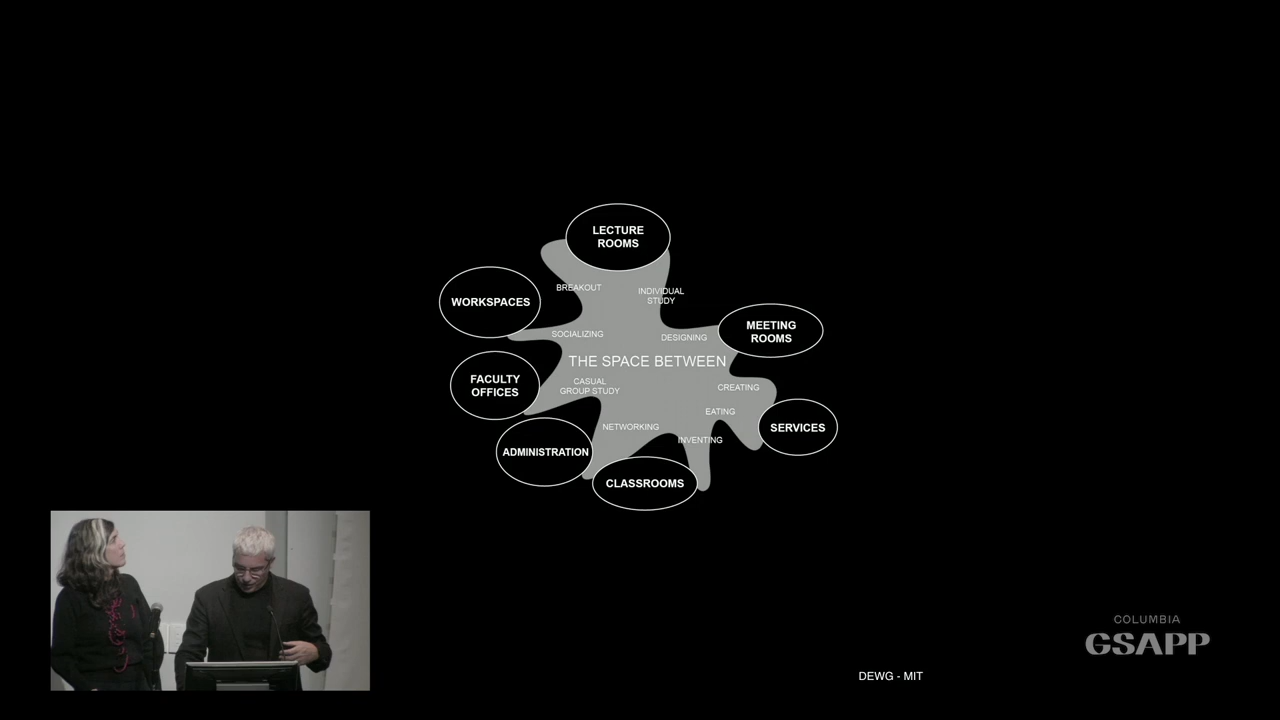 LECTURE
ROOMS
BREAKOUT
INDIVIDUAL
STUDY
WORKSPACES
SOCIALIZING
DESIGNING
MEETING
ROOMS
THE SPACE BETWEEN
FACULTY
OFFICES
CASUAL
GROUP STUDY
CREATING
EATING
NETWORKING
INVENTING
SERVICES
ADMINISTRATION
CLASSROOMS
COLUMBIA
GSAPP
DEWG - MIT